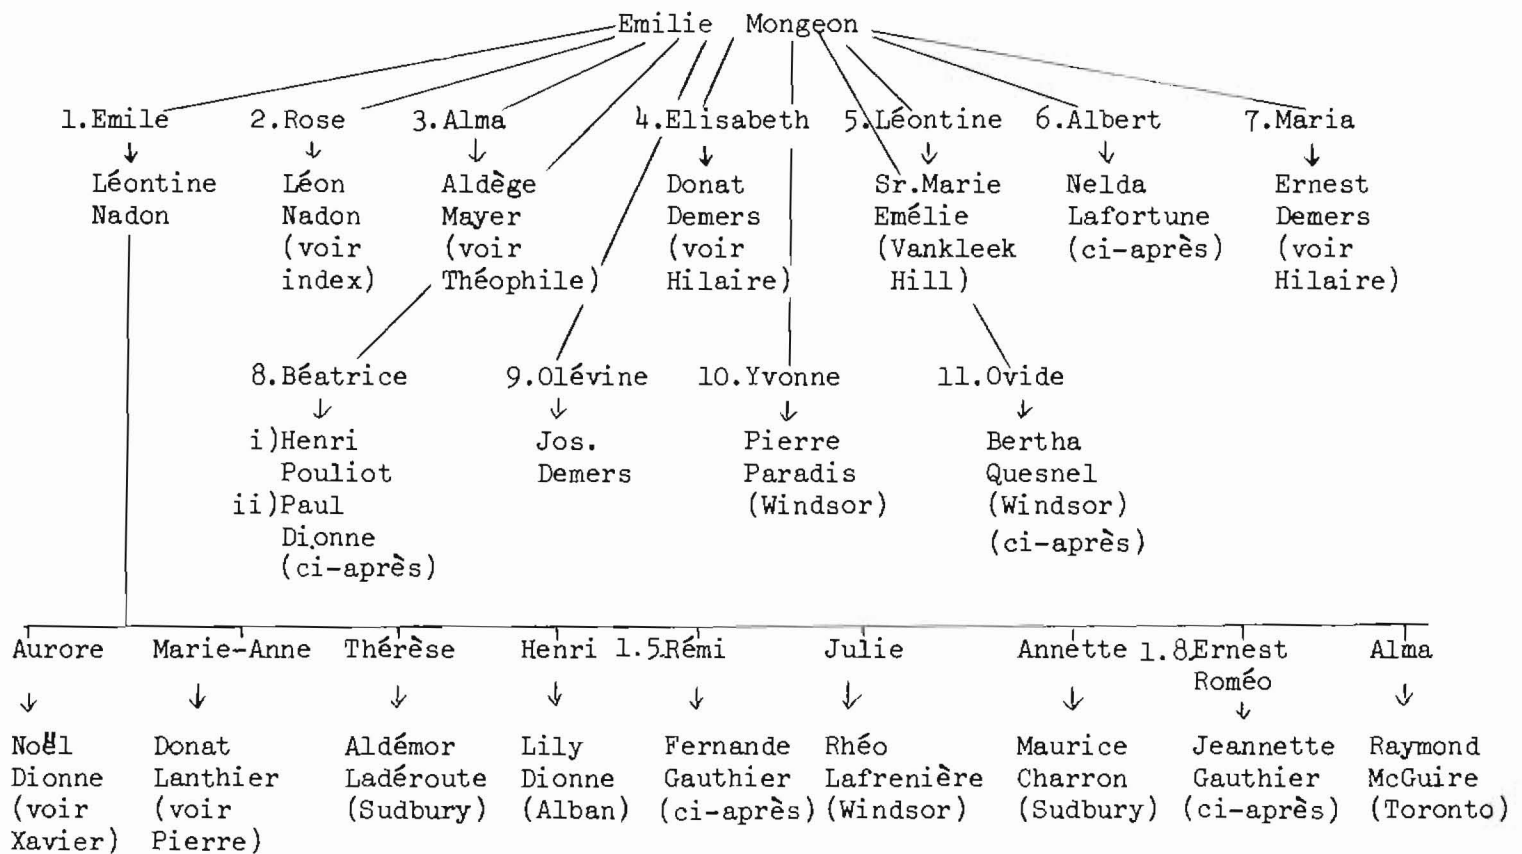 Emilie Mongeon
1.Emile 2.Rose 3.Alma 4.Elisabeth 5.Léontine 6.Albert 7.Maria
Léontine Nadon
Léon Nadon (voir index)
Aldège Mayer (voir Théophile)
Donat Demers (voir Hilaire)
Sr.Marie Emélie (Vankleek Hill)
Nelda Lafortune (ci-après)
Ernest Demers (voir Hilaire)
8.Béatrice 9.Olévine 10.Yvonne 11.Ovide
i)Henri Pouliot
ii)Paul Dionne (ci-après)
Jos. Demers
Pierre Paradis (Windsor)
Bertha Quesnel (Windsor) (ci-après)
Aurore Marie-Anne Thérèse Henri 1.5.Rémi Julie Annette 1.8.Ernest Roméo Alma
Noël Dionne (voir Xavier)
Donat Lanthier (voir Pierre)
Aldémor Ladéroute (Sudbury)
Lily Dionne (Alban)
Fernande Gauthier (ci-après)
Rhéo Lafrenière (Windsor)
Maurice Charron (Sudbury)
Jeannette Gauthier (ci-après)
Raymond McGuire (Toronto)